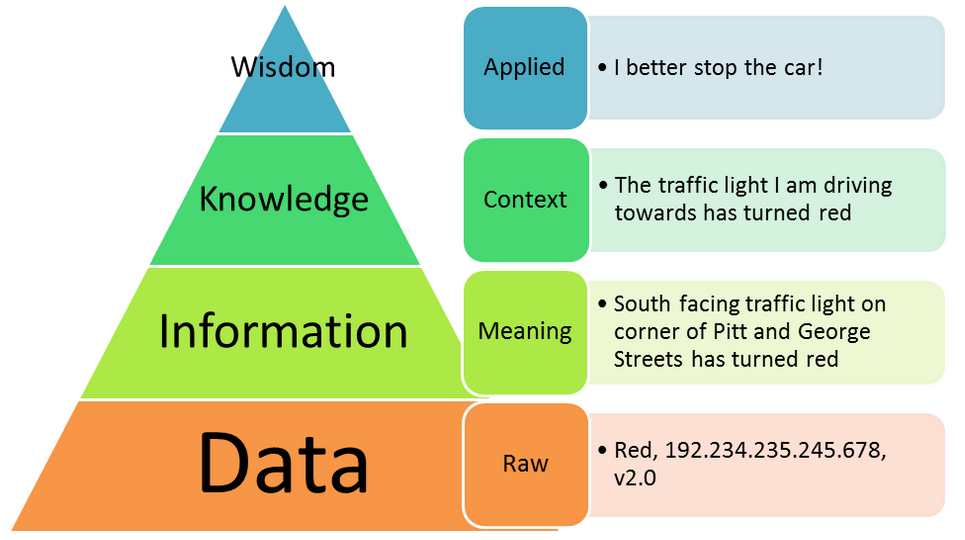 Wisdom
Applied
• I better stop the car!
Knowledge
Context
• The traffic light I am driving
towards has turned red
Information
Meaning
• South facing traffic light on
corner of Pitt and George
Streets has turned red
Data
Raw
• Red, 192.234.235.245.678,
v2.0